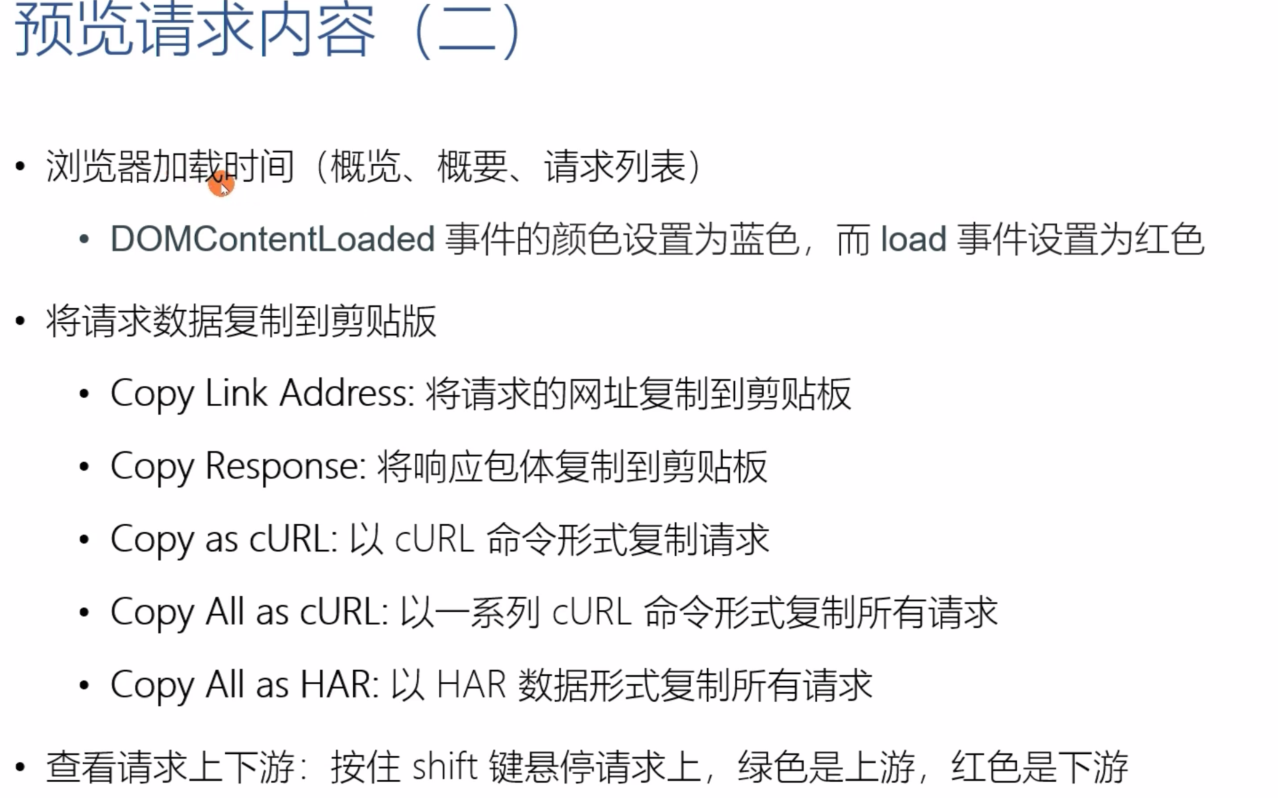 预览请求内容（二）
• 浏览器加载时间（概览、概要、请求列表）
• DOMContentLoaded 事件的颜色设置为蓝色，而 load 事件设置为红色
• 将请求数据复制到剪贴版
• Copy Link Address: 将请求的网址复制到剪贴板
• Copy Response: 将响应包体复制到剪贴板
• Copy as cURL: 以 cURL 命令形式复制请求
• Copy All as cURL: 以一系列 cURL 命令形式复制所有请求
• Copy All as HAR: 以 HAR 数据形式复制所有请求
• 查看请求上下游：按住 shift 键悬停请求上，绿色是上游，红色是下游